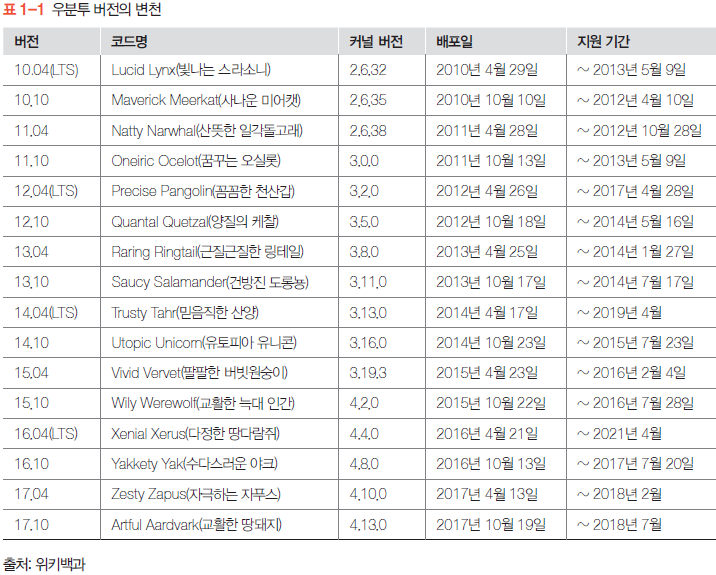 표 1-1 우분투 버전의 변천
버전 코드명 커널 버전 배포일 지원 기간
10.04(LTS) Lucid Lynx(빛나는 스라소니) 2.6.32 2010년 4월 29일 ~ 2013년 5월 9일
10.10 Maverick Meerkat(사나운 미어캣) 2.6.35 2010년 10월 10일 ~ 2012년 4월 10일
11.04 Natty Narwhal(산뜻한 일각돌고래) 2.6.38 2011년 4월 28일 ~ 2012년 10월 28일
11.10 Oneiric Ocelot(꿈꾸는 오실롯) 3.0.0 2011년 10월 13일 ~ 2013년 5월 9일
12.04(LTS) Precise Pangolin(꼼꼼한 천산갑) 3.2.0 2012년 4월 26일 ~ 2017년 4월 28일
12.10 Quantal Quetzal(양질의 케찰) 3.5.0 2012년 10월 18일 ~ 2014년 5월 16일
13.04 Raring Ringtail(근질근질한 링테일) 3.8.0 2013년 4월 25일 ~ 2014년 1월 27일
13.10 Saucy Salamander(건방진 도롱뇽) 3.11.0 2013년 10월 17일 ~ 2014년 7월 17일
14.04(LTS) Trusty Tahr(믿음직한 산양) 3.13.0 2014년 4월 17일 ~ 2019년 4월
14.10 Utopic Unicorn(유토피아 유니콘) 3.16.0 2014년 10월 23일 ~ 2015년 7월 23일
15.04 Vivid Vervet(팔팔한 버빗원숭이) 3.19.3 2015년 4월 23일 ~ 2016년 2월 4일
15.10 Wily Werewolf(교활한 늑대 인간) 4.2.0 2015년 10월 22일 ~ 2016년 7월 28일
16.04(LTS) Xenial Xerus(다정한 땅다람쥐) 4.4.0 2016년 4월 21일 ~ 2021년 4월
16.10 Yakkety Yak(수다스러운 야크) 4.8.0 2016년 10월 13일 ~ 2017년 7월 20일
17.04 Zesty Zapus(자극하는 자푸스) 4.10.0 2017년 4월 13일 ~ 2018년 2월
17.10 Artful Aardvark(교활한 땅돼지) 4.13.0 2017년 10월 19일 ~ 2018년 7월
출처: 위키백과